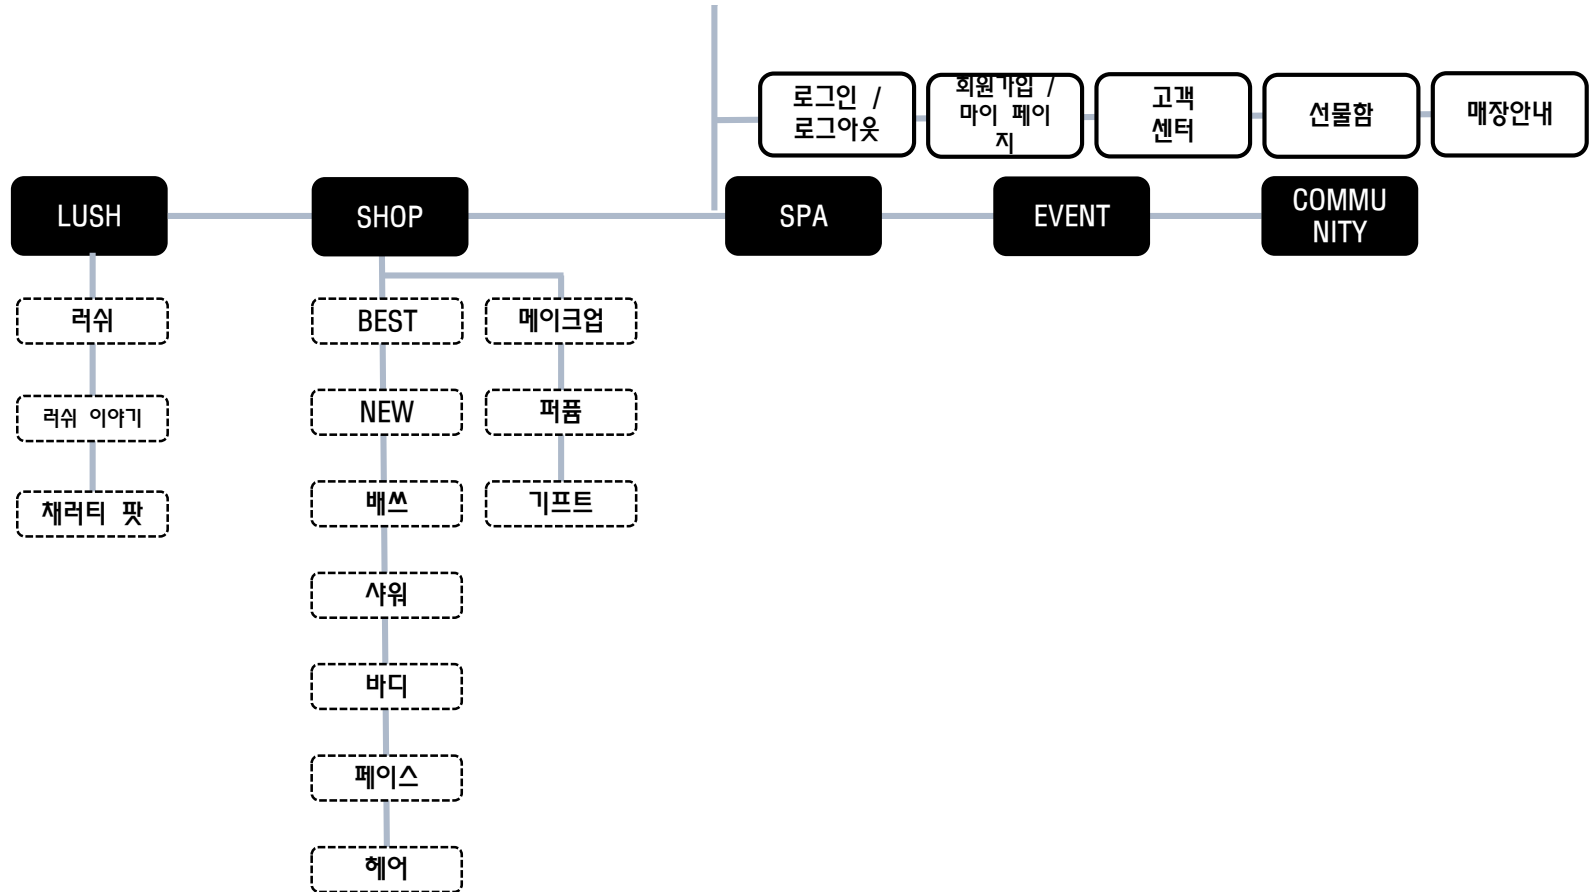 로그인 /
로그아웃
회원가입 /
마이 페이
지
고객
센터
선물함
매장안내
LUSH
SHOP
SPA
EVENT
COMMU
NITY
러쉬
러쉬 이야기
채러티 팟
BEST
NEW
배쓰
샤워
바디
페이스
헤어
메이크업
퍼퓸
기프트